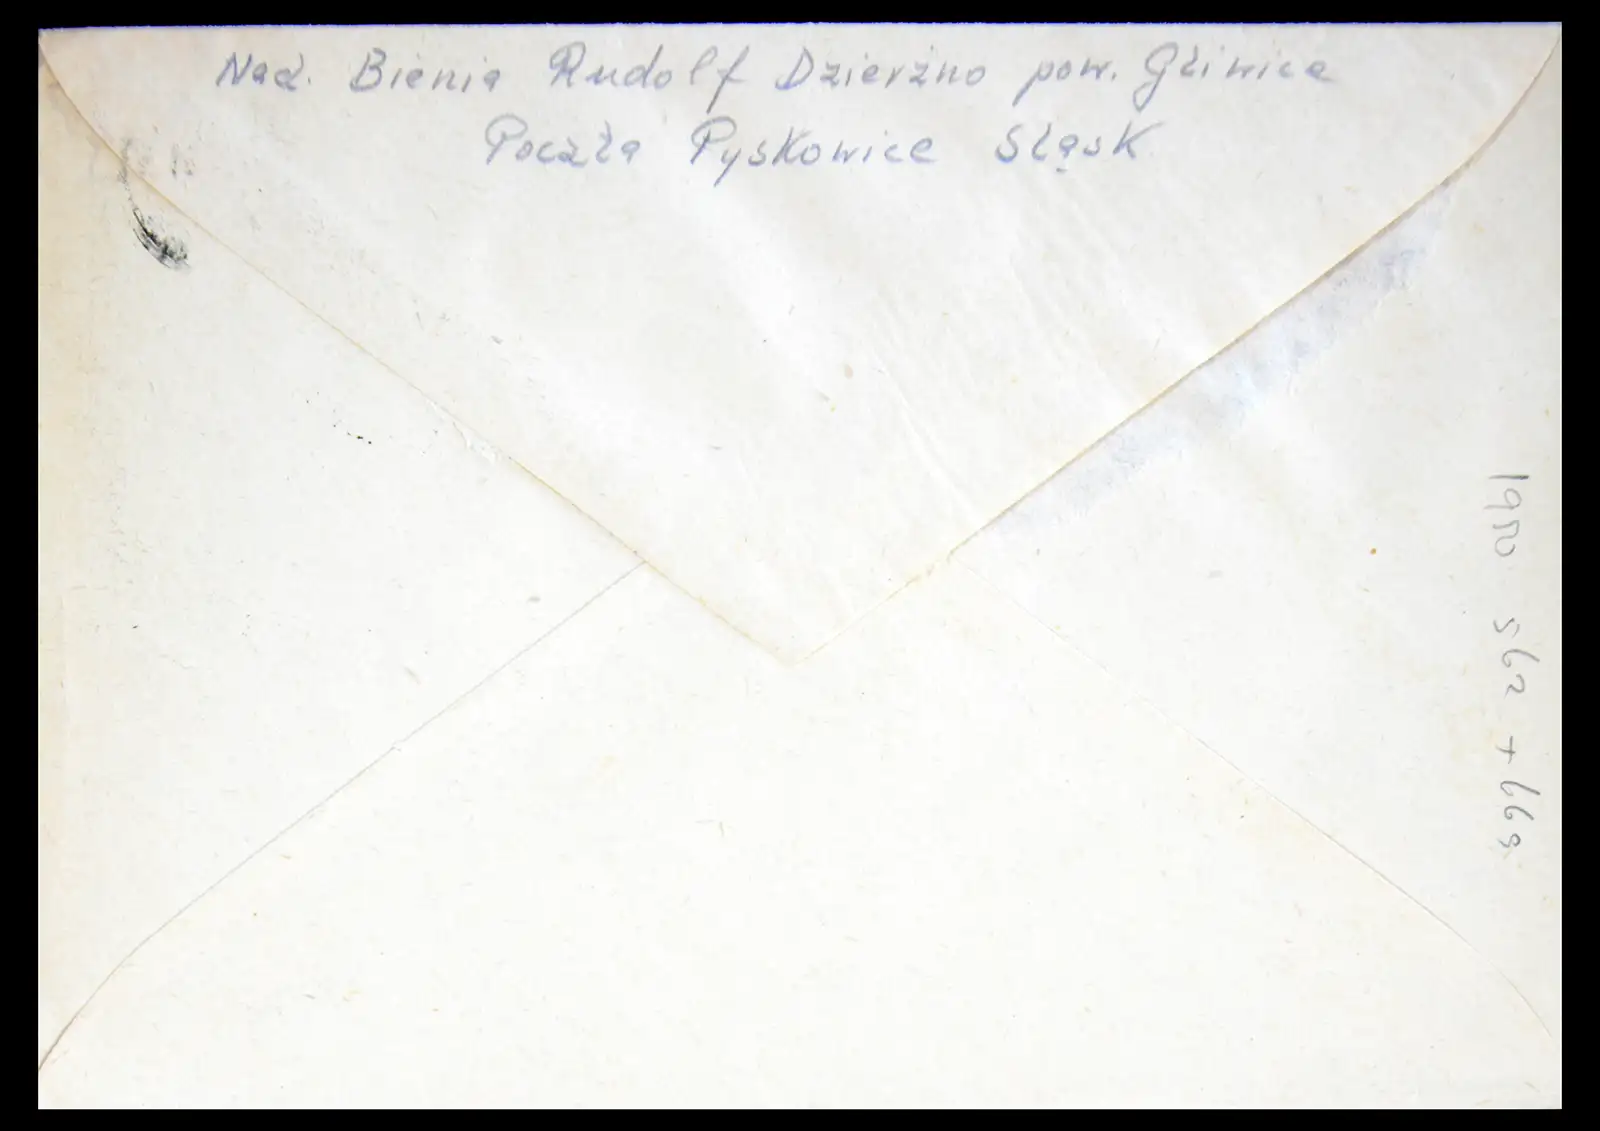 Nad. Bienia Rudolf Dzierżno pow. Gliwice
Poczta Pyskowice Śląsk
1950 562 + 669